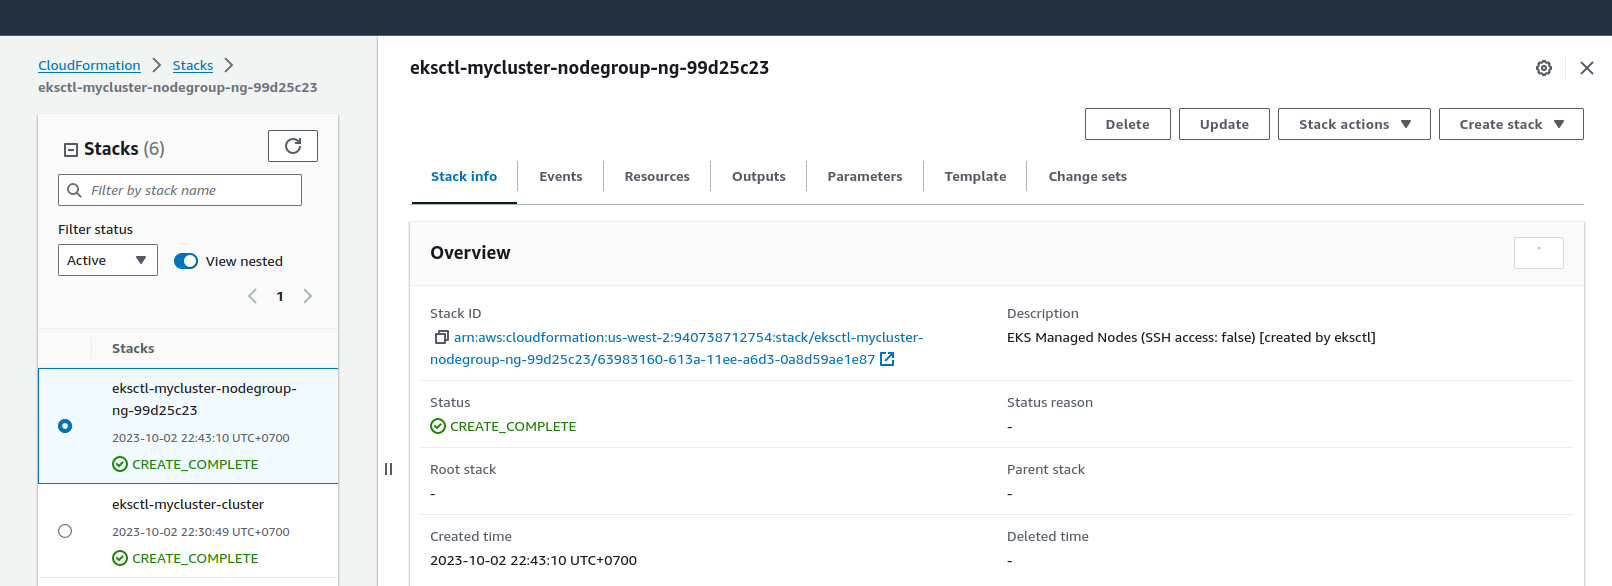 CloudFormation
Stacks
eksctl-mycluster-nodegroup-ng-99d25c23
Stacks (6)
Filter by stack name
Filter status
Active
View nested
1
Stacks
eksctl-mycluster-nodegroup-
ng-99d25c23
2023-10-02 22:43:10 UTC+0700
CREATE_COMPLETE
eksctl-mycluster-cluster
2023-10-02 22:30:49 UTC+0700
CREATE_COMPLETE
eksctl-mycluster-nodegroup-ng-99d25c23
Delete
Update
Stack actions
Create stack
Stack info
Events
Resources
Outputs
Parameters
Template
Change sets
Overview
Stack ID
arn:aws:cloudformation:us-west-2:940738712754:stack/eksctl-mycluster-
nodegroup-ng-99d25c23/63983160-613a-11ee-a6d3-0a8d59ae1e87
Description
EKS Managed Nodes (SSH access: false) [created by eksctl]
Status
CREATE_COMPLETE
Status reason
-
Root stack
-
Parent stack
-
Created time
2023-10-02 22:43:10 UTC+0700
Deleted time
-